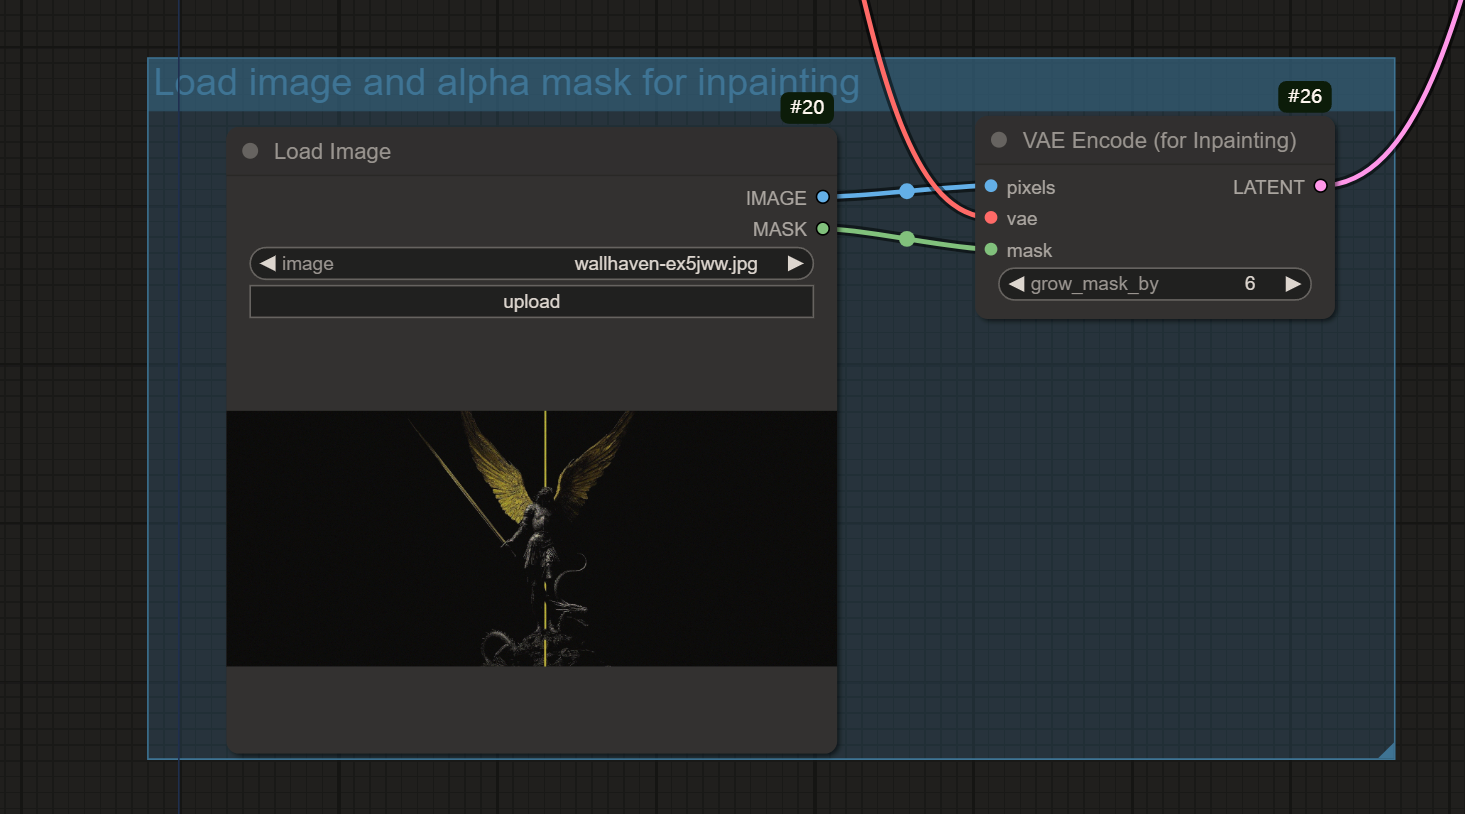 Load image and alpha mask for inpainting
#20
#26
Load Image
VAE Encode (for Inpainting)
IMAGE
MASK
image wallhaven-ex5jww.jpg
upload
pixels LATENT
vae
mask
grow_mask_by 6